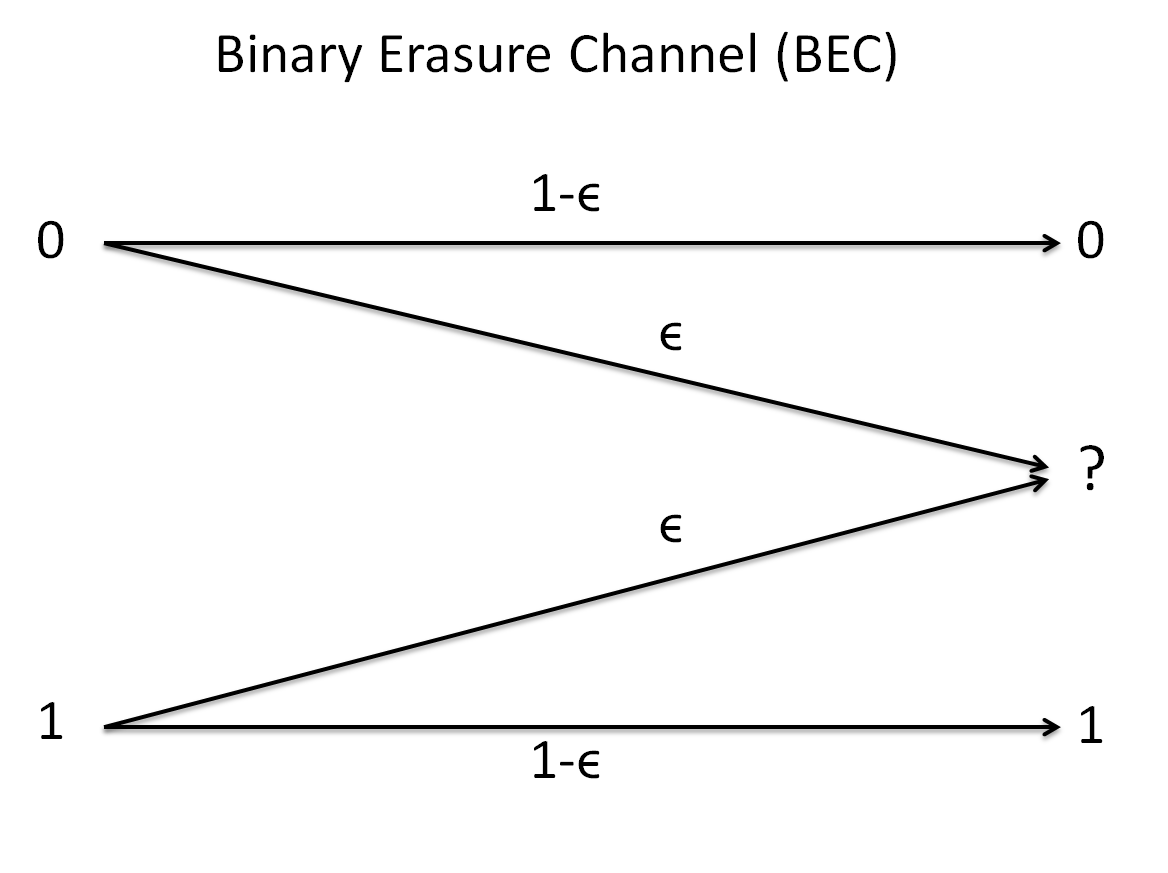 Binary Erasure Channel (BEC)
1-ϵ
0 0
ϵ
?
ϵ
1 1
1-ϵ